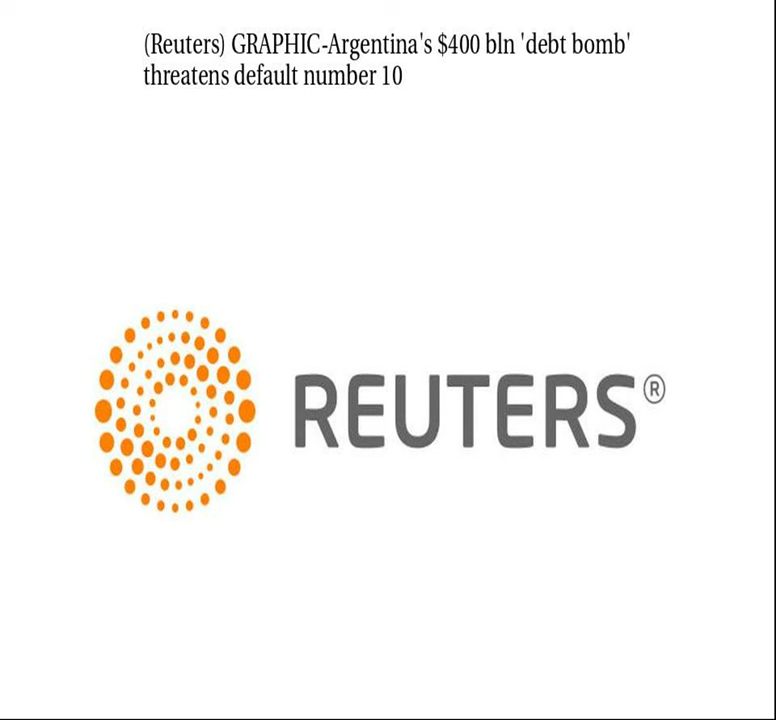 (Reuters) GRAPHIC-Argentina's $400 bln 'debt bomb'
threatens default number 10
REUTERS®